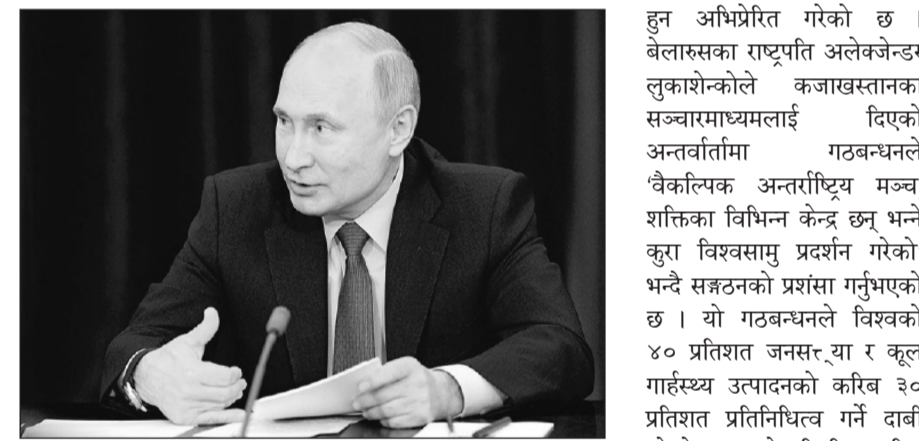 हुन अभिप्रेरित गरेको छ ।
बेलारुसका राष्ट्रपति अलेक्जेन्डर
लुकाशेन्कोले कजाखस्तानका
सञ्चारमाध्यमलाई दिएको
अन्तर्वार्तामा गठबन्धनले
‘वैकल्पिक अन्तर्राष्ट्रिय मञ्च
शक्तिका विभिन्न केन्द्र छन् भन्ने
कुरा विश्वसामु प्रदर्शन गरेको
भन्दै सङ्गठनको प्रशंसा गर्नुभएको
छ । यो गठबन्धनले विश्वको
४० प्रतिशत र कूल
गार्हस्थ्य उत्पादनको करिब ३०
प्रतिशत प्रतिनिधित्व गर्ने दाबी